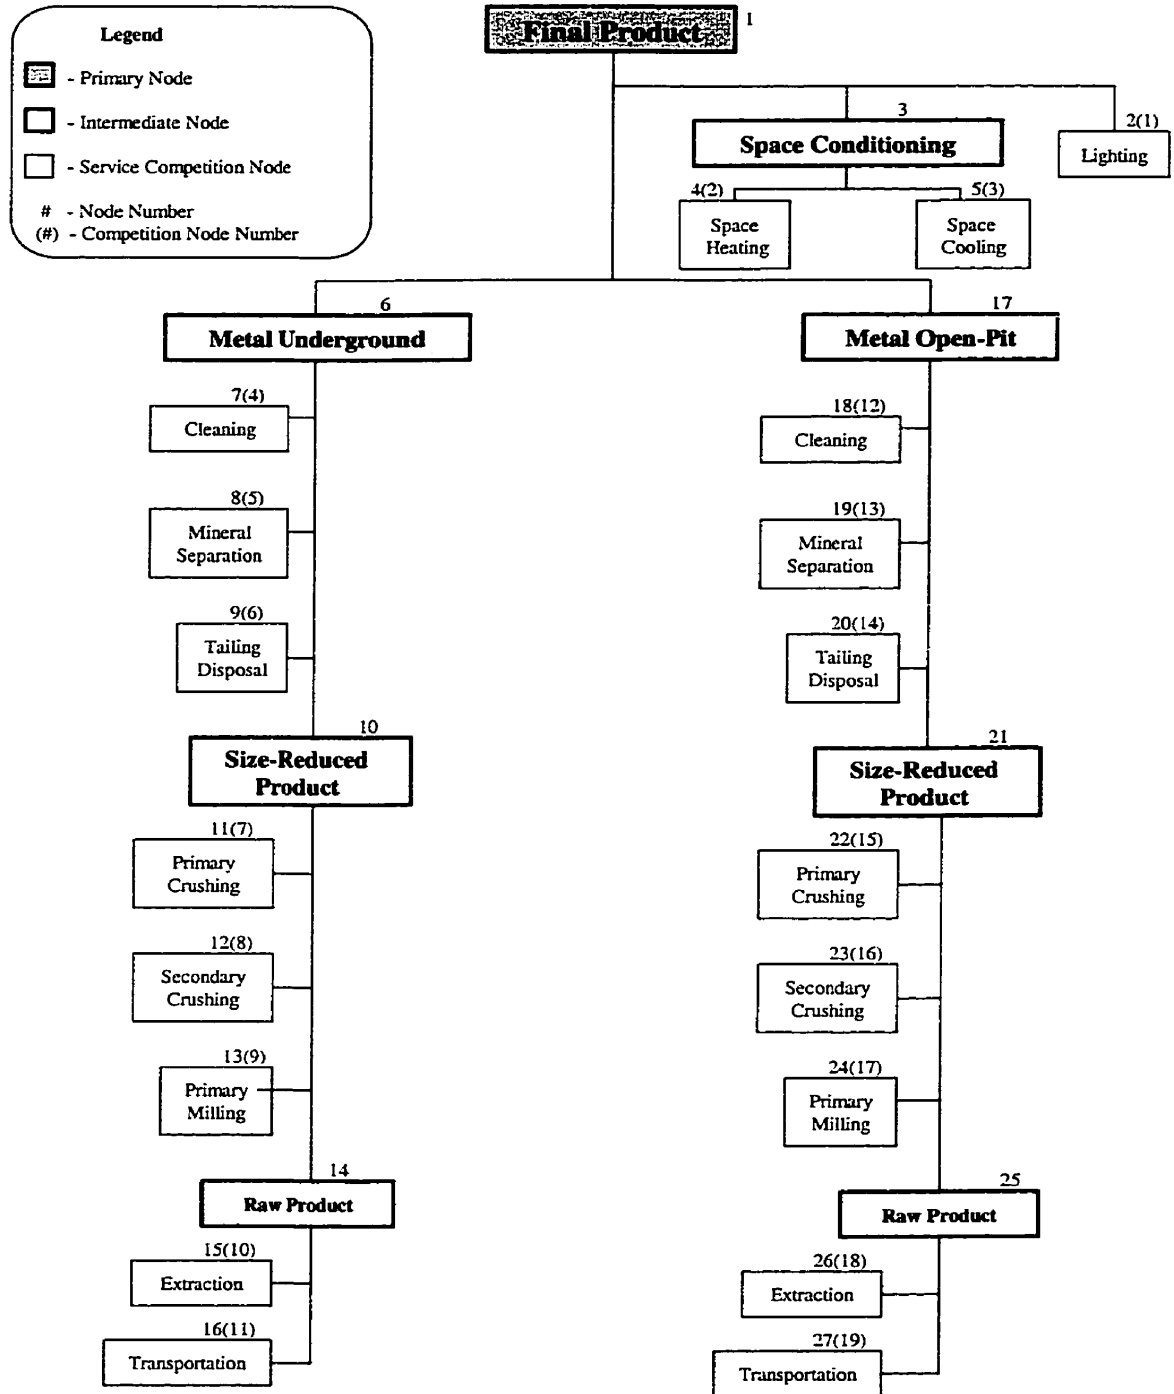 Legend
- Primary Node
- Intermediate Node
- Service Competition Node
# - Node Number
(#) - Competition Node Number
Final Product
1
3
Space Conditioning
2(1)
Lighting
4(2)
Space
Heating
5(3)
Space
Cooling
6
Metal Underground
7(4)
Cleaning
8(5)
Mineral
Separation
9(6)
Tailing
Disposal
10
Size-Reduced
Product
11(7)
Primary
Crushing
12(8)
Secondary
Crushing
13(9)
Primary
Milling
14
Raw Product
15(10)
Extraction
16(11)
Transportation
17
Metal Open-Pit
18(12)
Cleaning
19(13)
Mineral
Separation
20(14)
Tailing
Disposal
21
Size-Reduced
Product
22(15)
Primary
Crushing
23(16)
Secondary
Crushing
24(17)
Primary
Milling
25
Raw Product
26(18)
Extraction
27(19)
Transportation